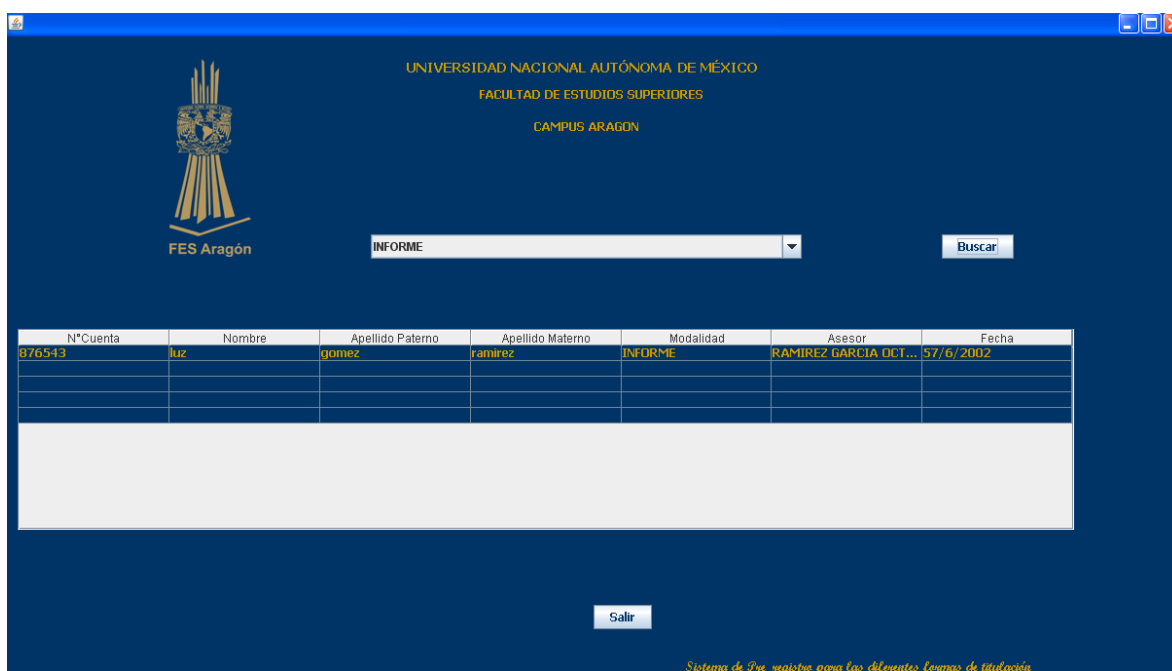 UNIVERSIDAD NACIONAL AUTÓNOMA DE MÉXICO
FACULTAD DE ESTUDIOS SUPERIORES
CAMPUS ARAGON
FES Aragón
INFORME
Buscar
N°Cuenta Nombre Apellido Paterno Apellido Materno Modalidad Asesor Fecha
876543 luz gomez ramirez INFORME RAMIREZ GARCIA OCT... 57/6/2002
Salir
Sistema de Pre_registro para las diferentes formas de titulación